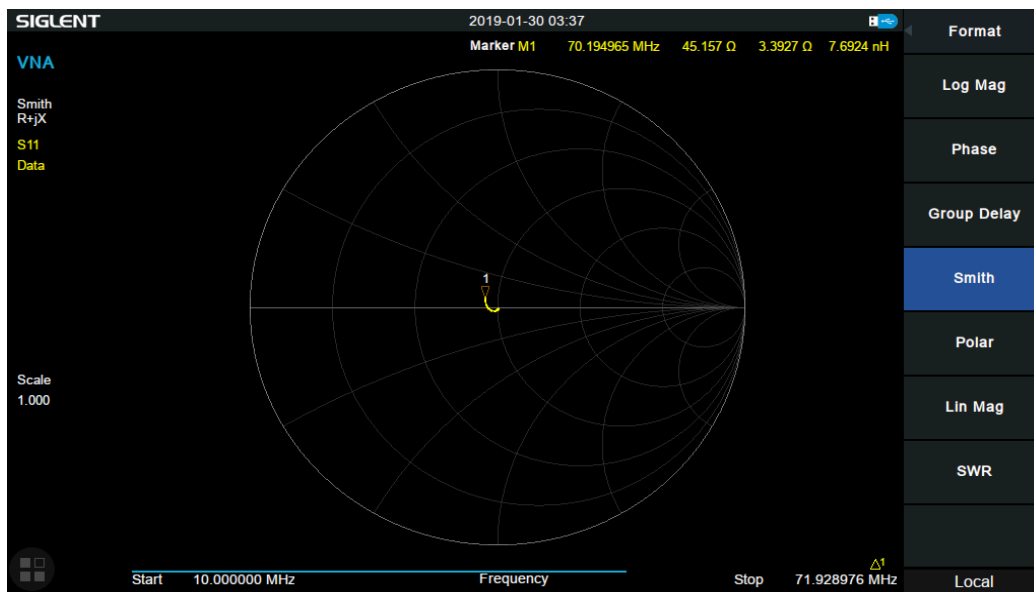 SIGLENT
2019-01-30 03:37
Format
Marker M1 70.194965 MHz 45.157 Ω 3.3927 Ω 7.6924 nH
VNA
Smith
R+jX
S11
Data
Log Mag
Phase
Group Delay
Smith
Polar
Lin Mag
SWR
1
Scale
1.000
△1
Start 10.000000 MHz Frequency Stop 71.928976 MHz
Local